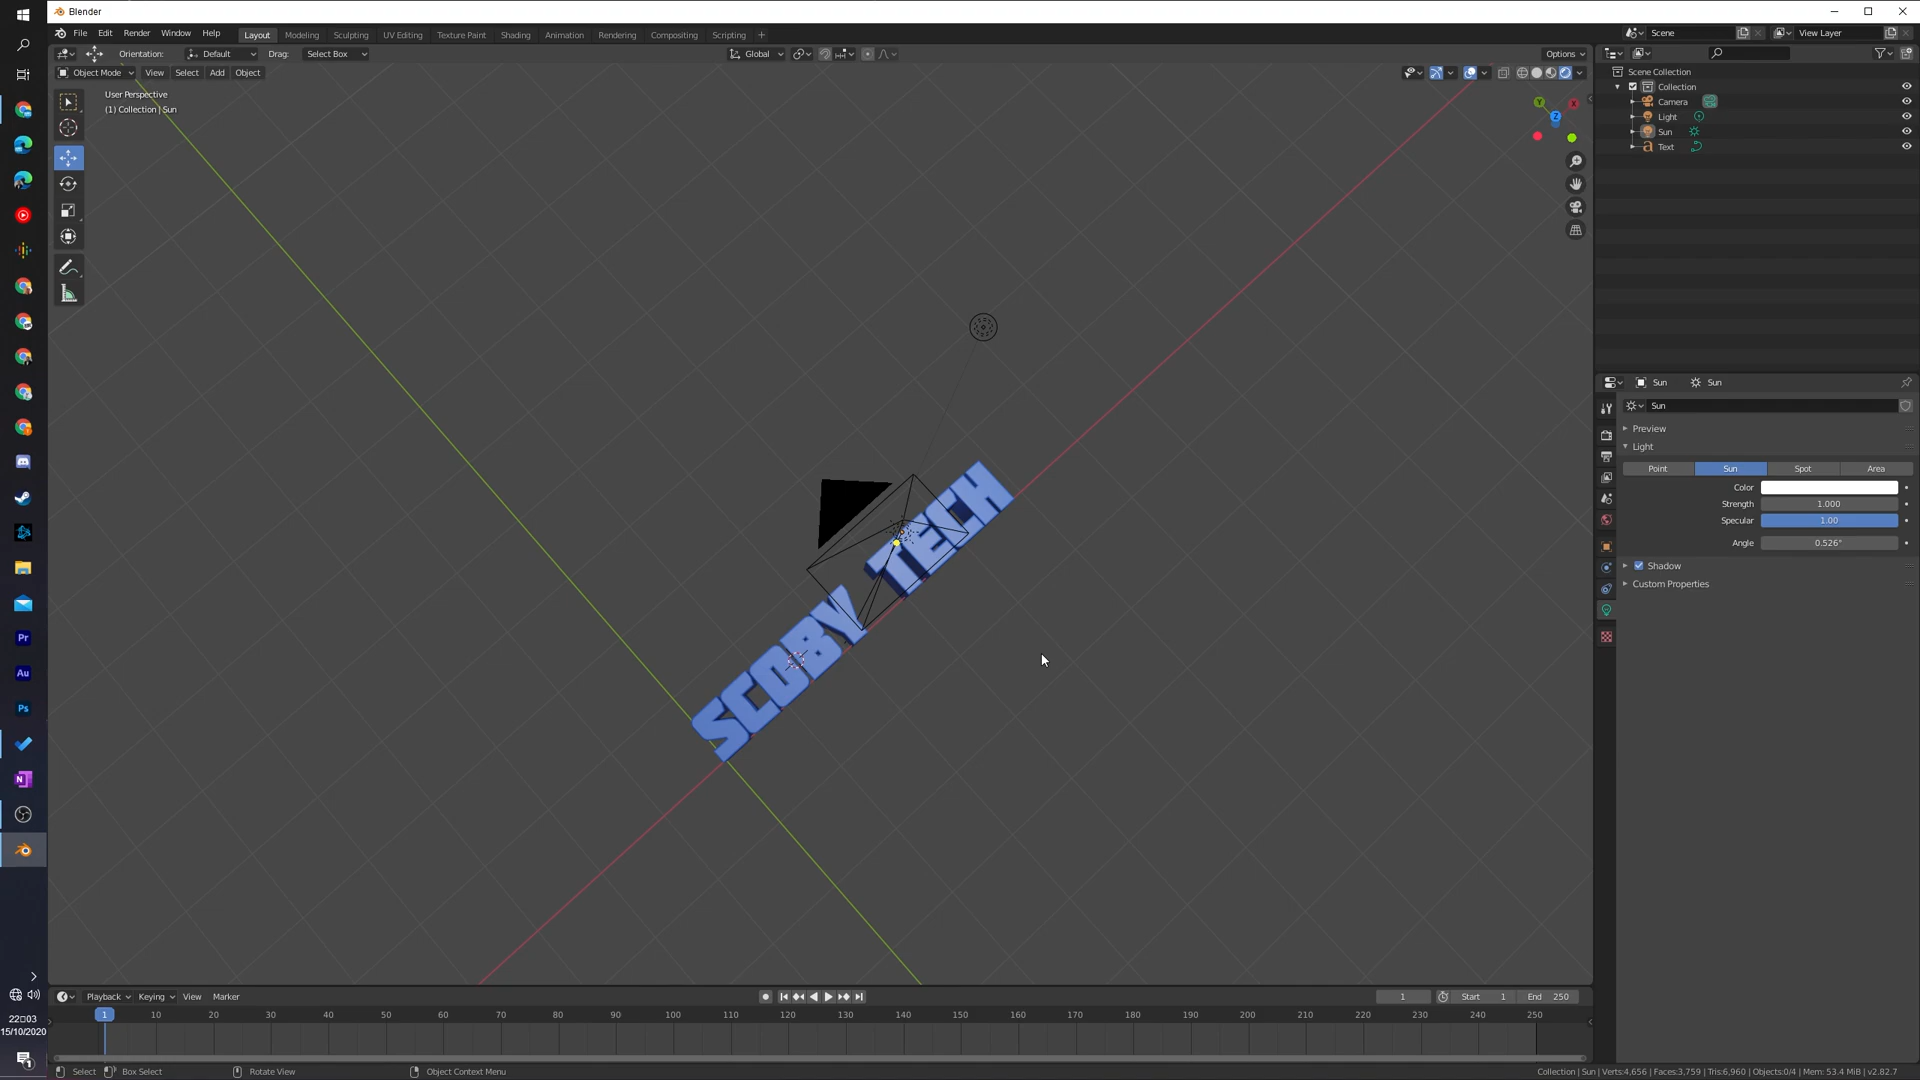 Blender
File Edit Render Window Help Layout Modeling Sculpting UV Editing Texture Paint Shading Animation Rendering Compositing Scripting + Scene View Layer
Orientation: Default Drag: Select Box Global Options
Object Mode View Select Add Object
User Perspective
(1) Collection | Sun
Y X Z
SCOBY TECH
Scene Collection
Collection
Camera
Light
Sun
Text
Sun Sun
Sun
Preview
Light
Point Sun Spot Area
Color
Strength 1.000
Specular 1.00
Angle 0.526°
Shadow
Custom Properties
Pr
Au
Ps
N
22:03
15/10/2020
1
Playback Keying View Marker 1 Start 1 End 250
1 10 20 30 40 50 60 70 80 90 100 110 120 130 140 150 160 170 180 190 200 210 220 230 240 250
Select Box Select Rotate View Object Context Menu Collection | Sun | Verts:4,656 | Faces:3,759 | Tris:6,960 | Objects:0/4 | Mem: 53.4 MiB | v2.82.7